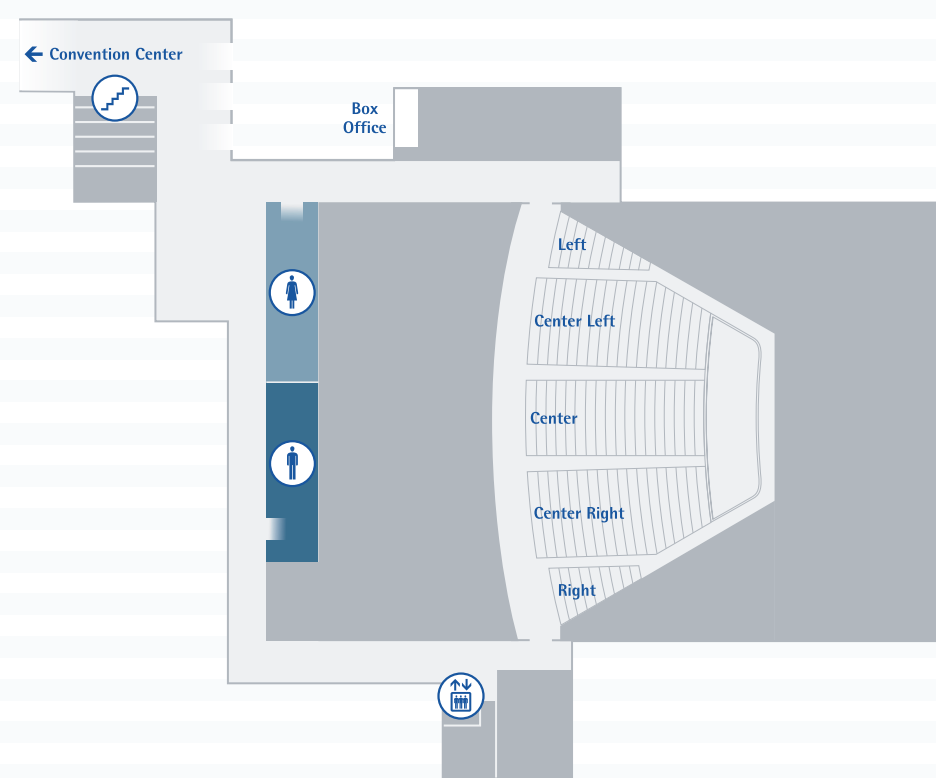 Convention Center
Box
Office
Left
Center Left
Center
Center Right
Right